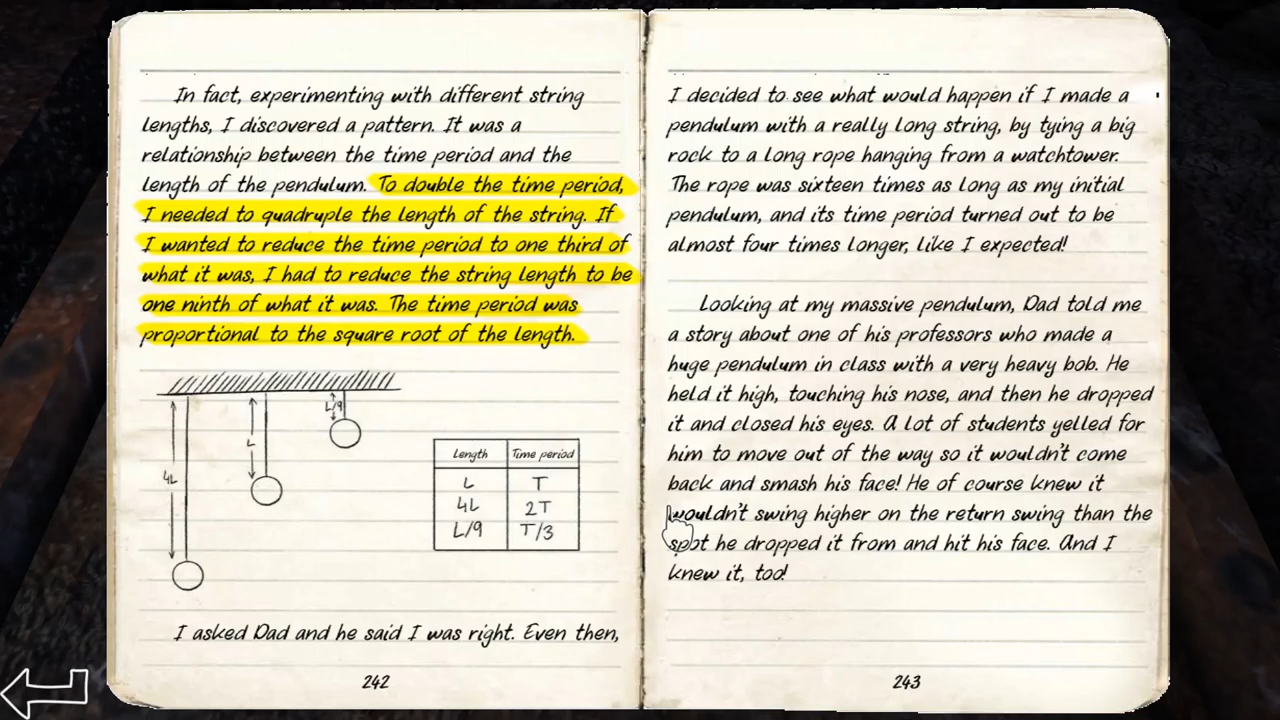 In fact, experimenting with different string
lengths, I discovered a pattern. It was a
relationship between the time period and the
length of the pendulum. To double the time period,
I needed to quadruple the length of the string. If
I wanted to reduce the time period to one third of
what it was, I had to reduce the string length to be
one ninth of what it was. The time period was
proportional to the square root of the length.
4L
L
L/9
Length Time period
L T
4L 2T
L/9 T/3
I asked Dad and he said I was right. Even then,
242
I decided to see what would happen if I made a
pendulum with a really long string, by tying a big
rock to a long rope hanging from a watchtower.
The rope was sixteen times as long as my initial
pendulum, and its time period turned out to be
almost four times longer, like I expected!
Looking at my massive pendulum, Dad told me
a story about one of his professors who made a
huge pendulum in class with a very heavy bob. He
held it high, touching his nose, and then he dropped
it and closed his eyes. A lot of students yelled for
him to move out of the way so it wouldn't come
back and smash his face! He of course knew it
wouldn't swing higher on the return swing than the
spot he dropped it from and hit his face. And I
knew it, too!
243